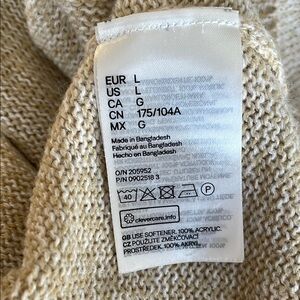 EUR L
US L
CA G
CN 175/104A
MX G
Made in Bangladesh
Fabriqué au Bangladesh
Hecho en Bangladesh
O/N 205952
P/N 0902518 3
40
P
clevercare.info
GB USE SOFTENER. 100% ACRYLIC.
CZ POUŽIJTE ZMĚKČOVACÍ
PROSTŘEDEK. 100% AKRYL